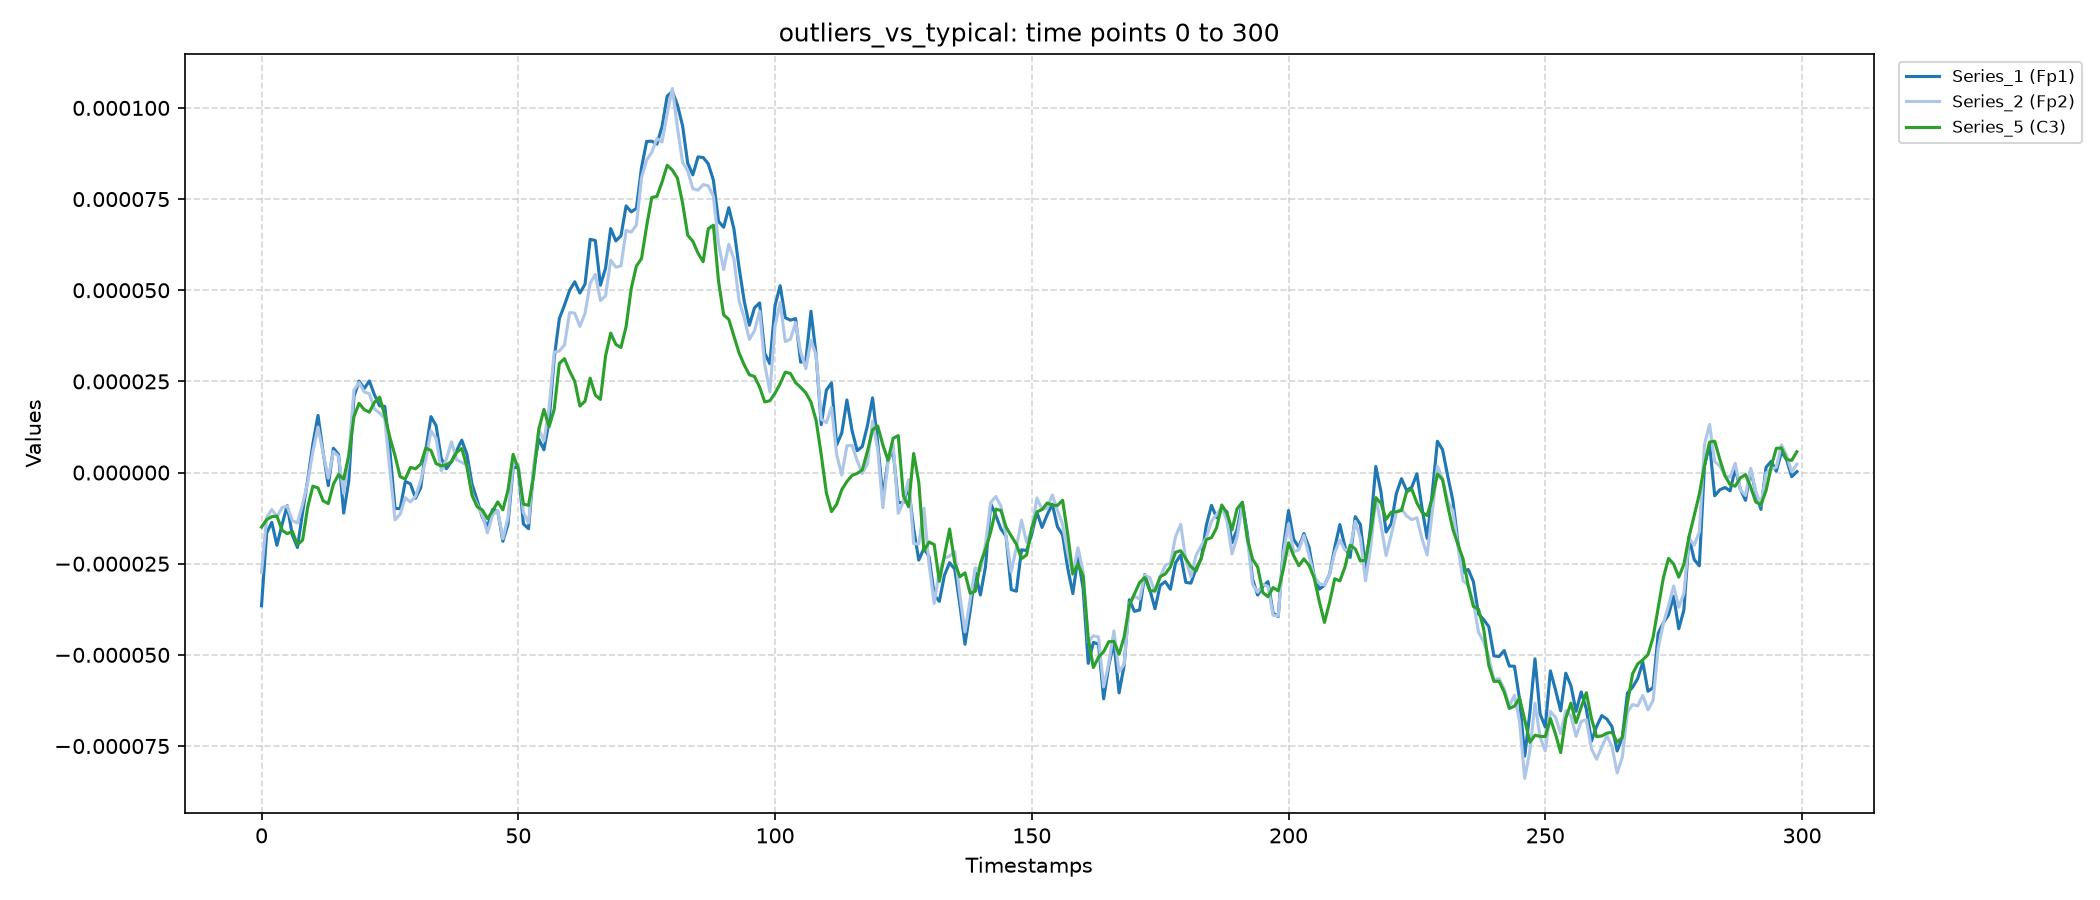 outliers_vs_typical: time points 0 to 300
Series_1 (Fp1)
Series_2 (Fp2)
Series_5 (C3)
Values
0.000100
0.000075
0.000050
0.000025
0.000000
−0.000025
−0.000050
−0.000075
0 50 100 150 200 250 300
Timestamps